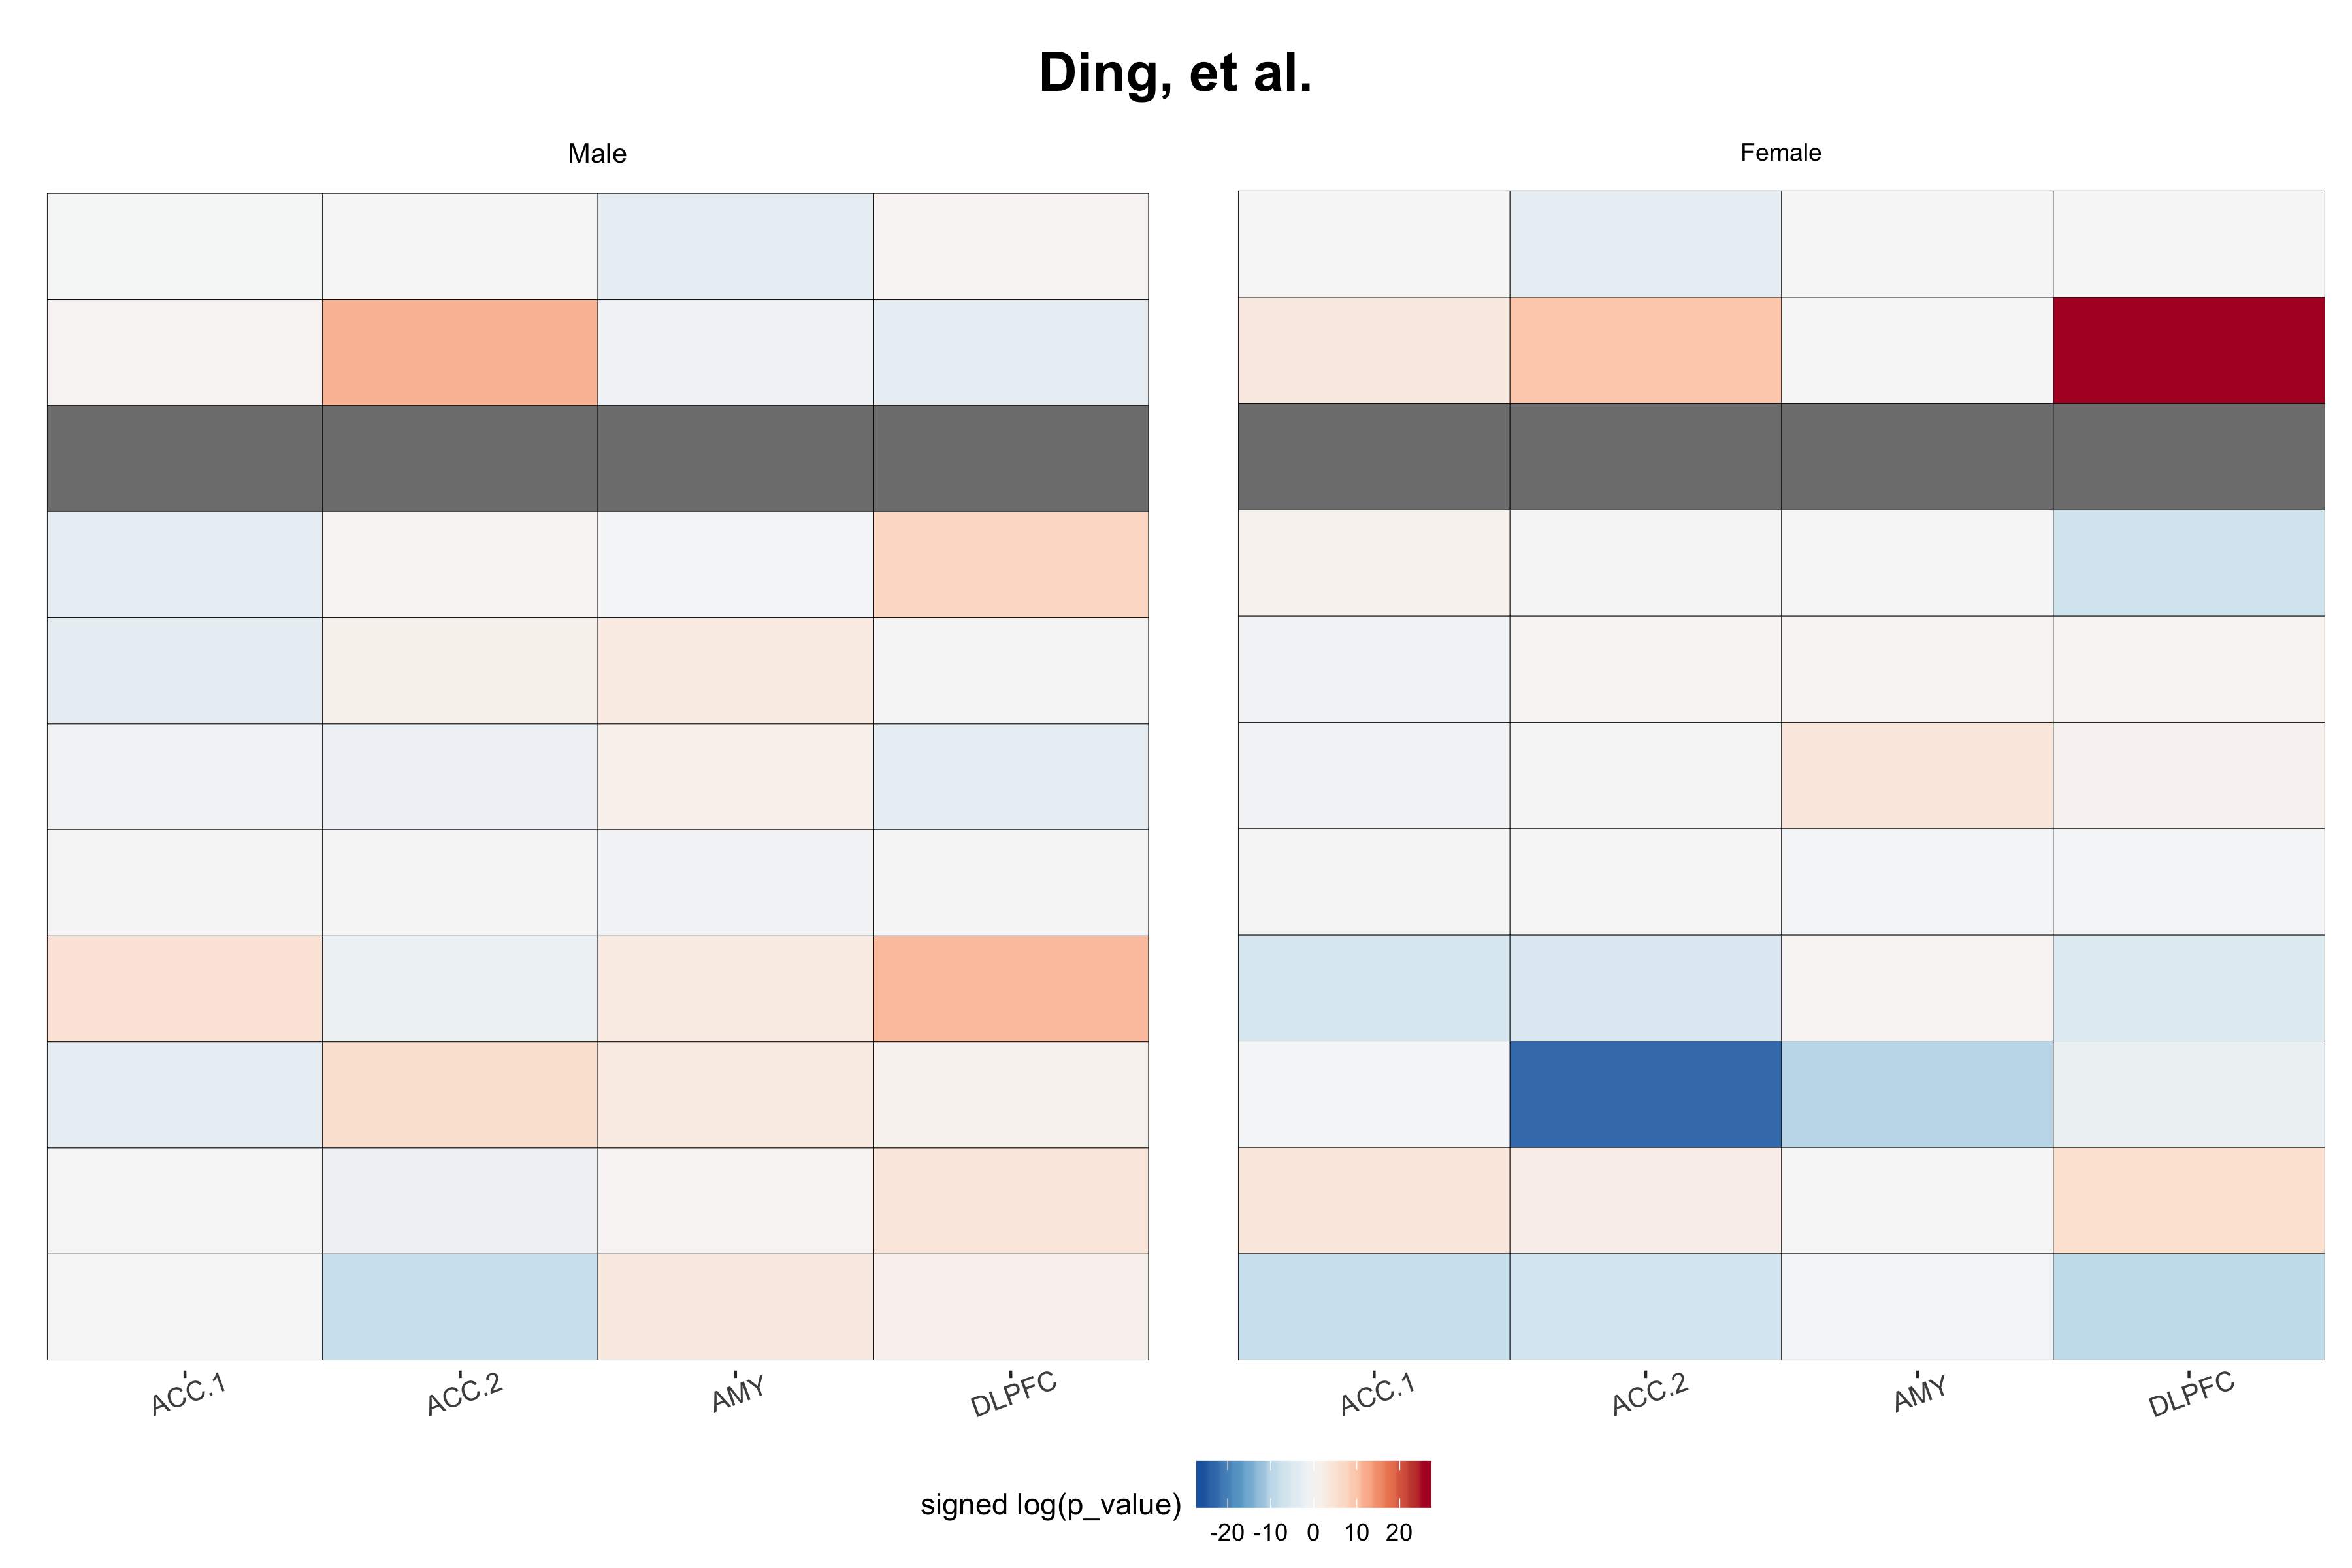 Ding, et al.
Male Female
ACC.1 ACC.2 AMY DLPFC ACC.1 ACC.2 AMY DLPFC
signed log(p_value)
-20 -10 0 10 20